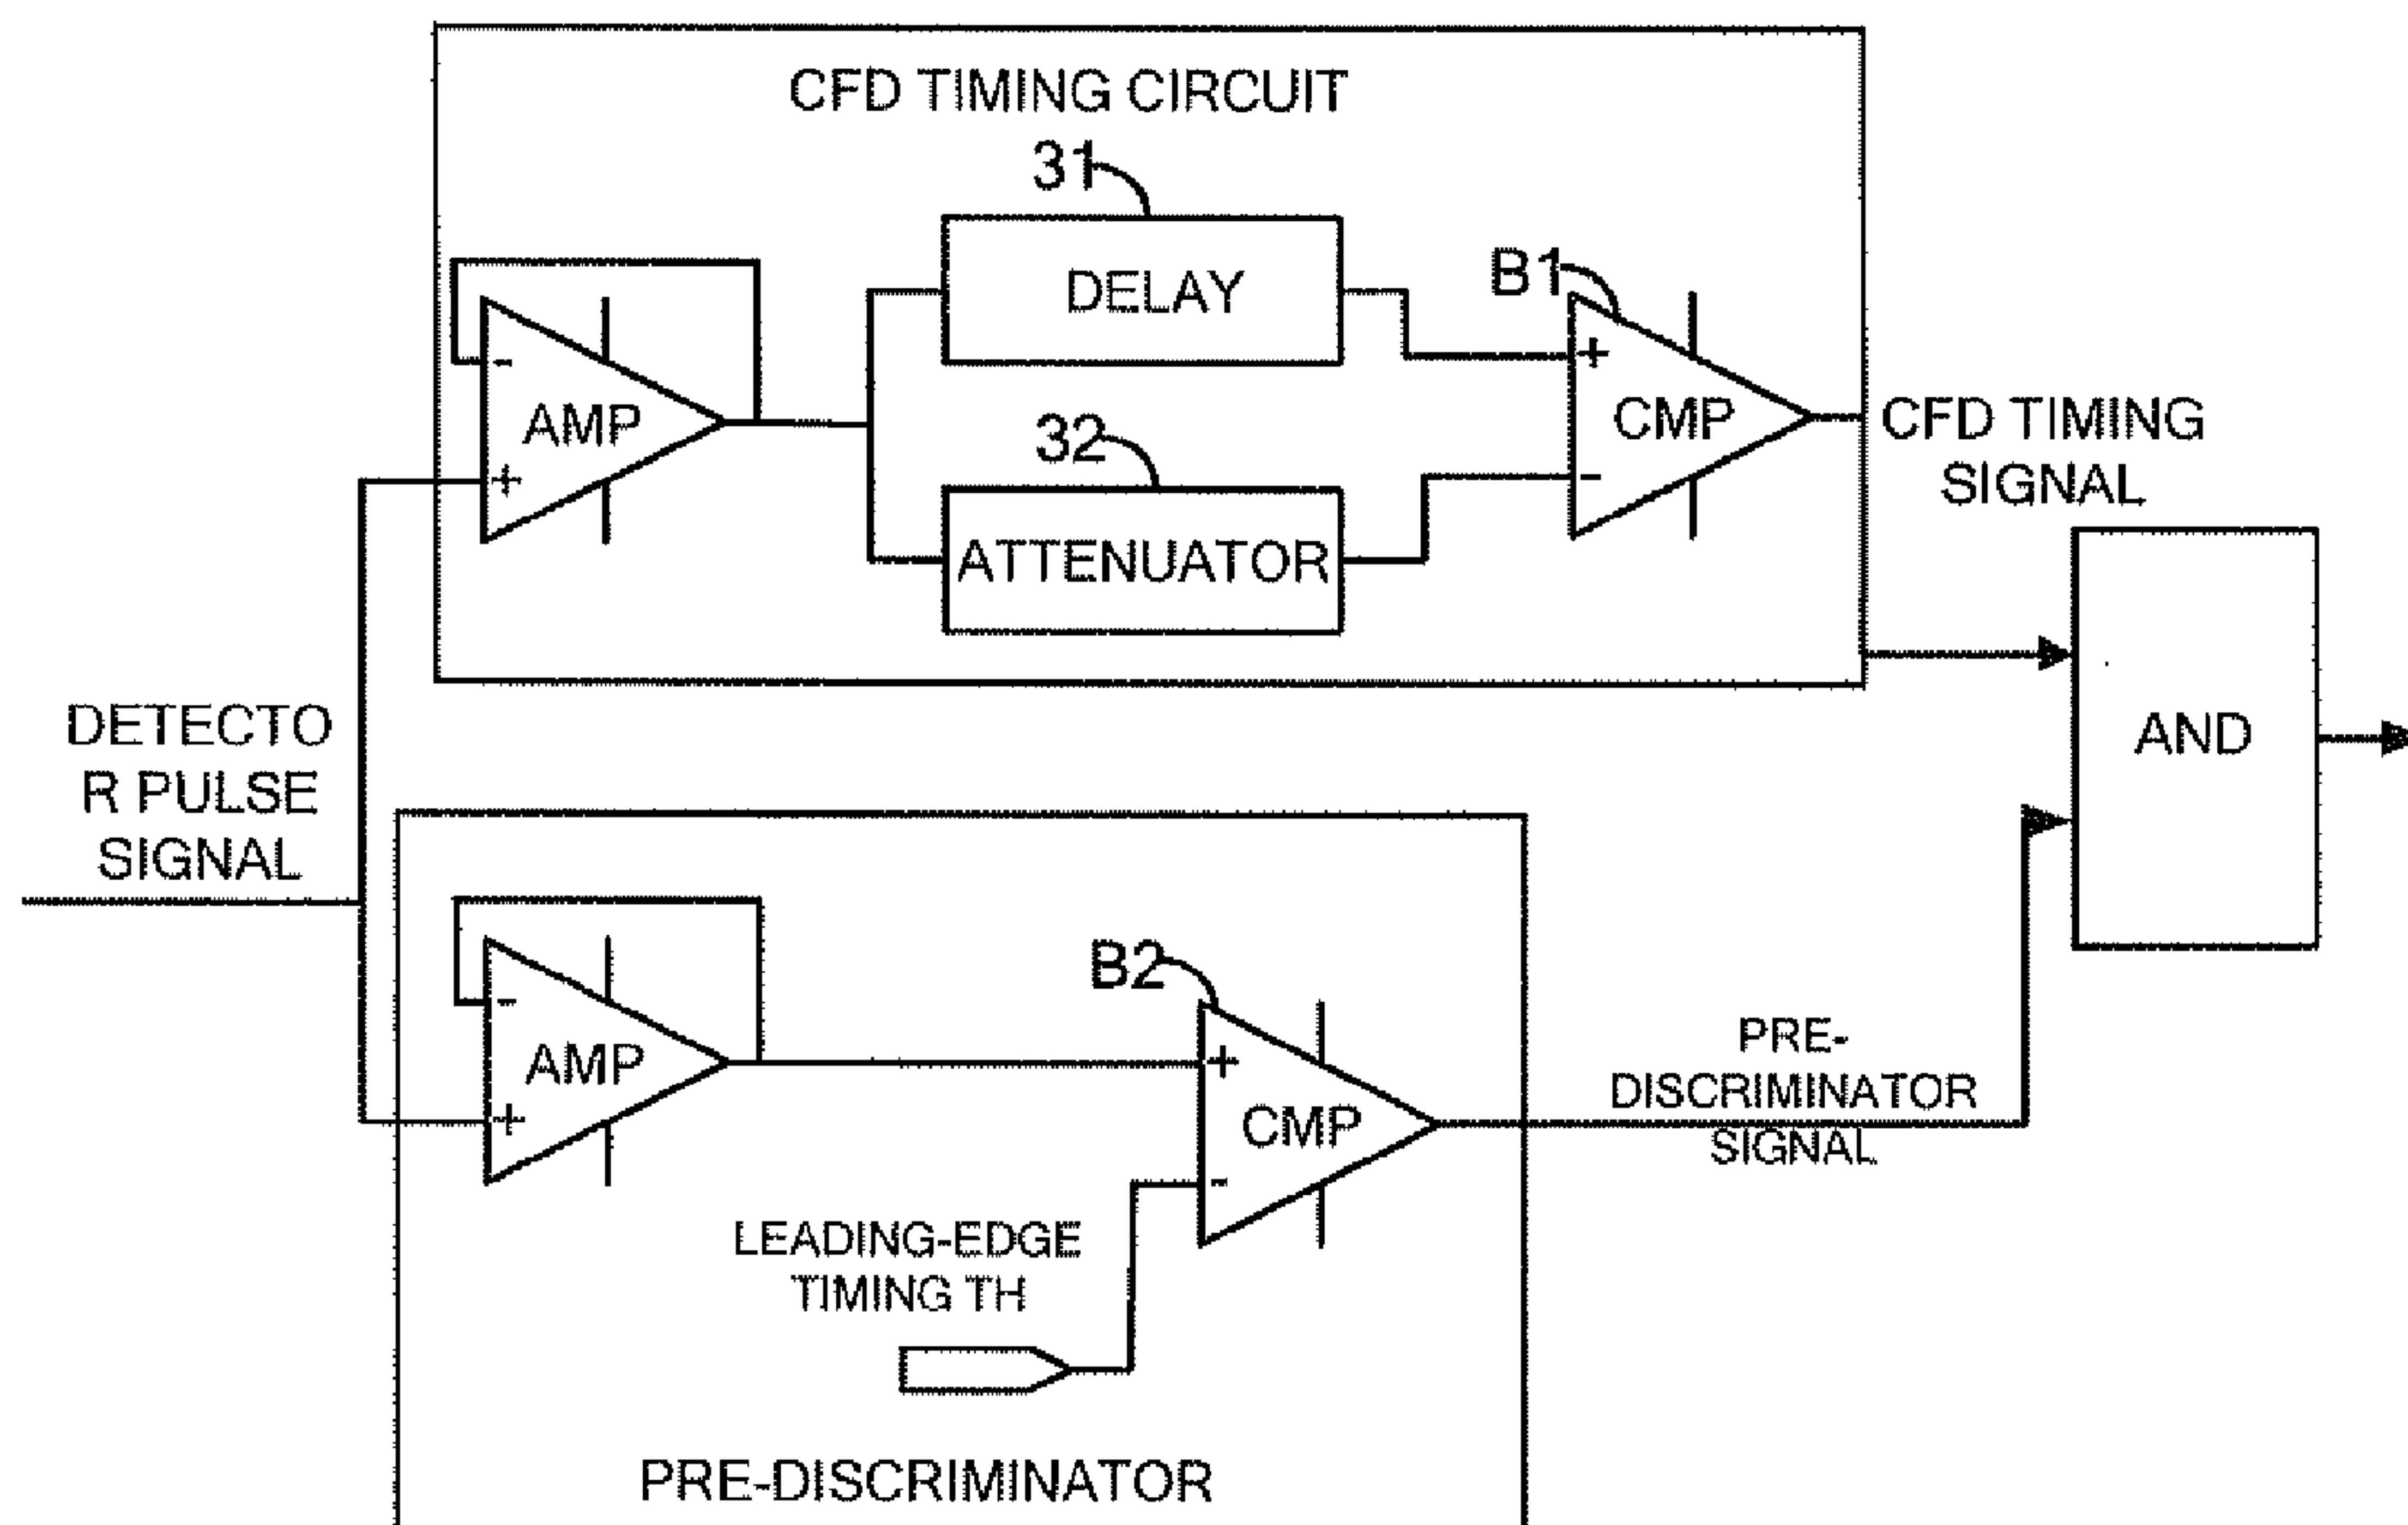 CFD TIMING CIRCUIT
31
DELAY
B1
-
AMP
+
+
CMP
-
CFD TIMING
SIGNAL
32
ATTENUATOR
DETECTO
R PULSE
SIGNAL
AND
-
AMP
+
B2
+
CMP
-
PRE-
DISCRIMINATOR
SIGNAL
LEADING-EDGE
TIMING TH
PRE-DISCRIMINATOR